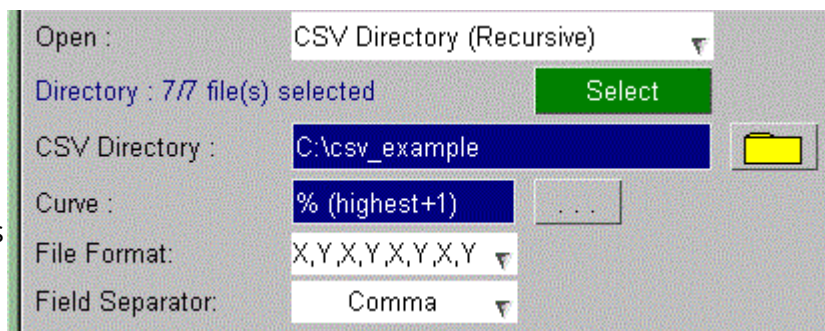 Open : CSV Directory (Recursive)
Directory : 7/7 file(s) selected Select
CSV Directory : C:\csv_example
Curve : % (highest+1) . . .
File Format: X,Y,X,Y,X,Y,X,Y
Field Separator: Comma